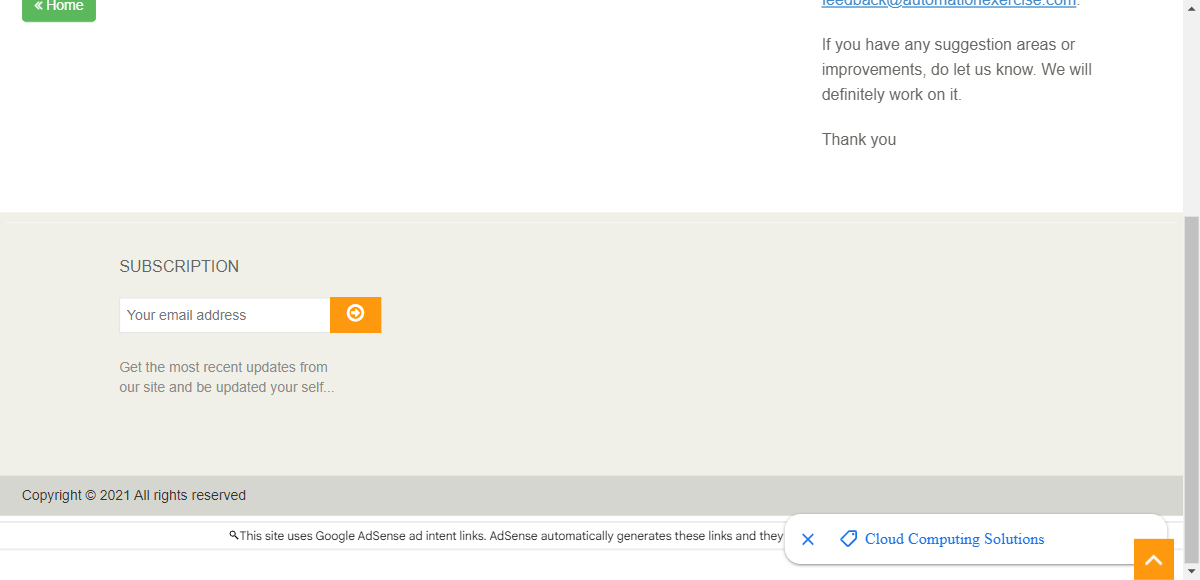 « Home
feedback@automationexercise.com.
If you have any suggestion areas or
improvements, do let us know. We will
definitely work on it.
Thank you
SUBSCRIPTION
Your email address
Get the most recent updates from
our site and be updated your self...
Copyright © 2021 All rights reserved
This site uses Google AdSense ad intent links. AdSense automatically generates these links and they
Cloud Computing Solutions